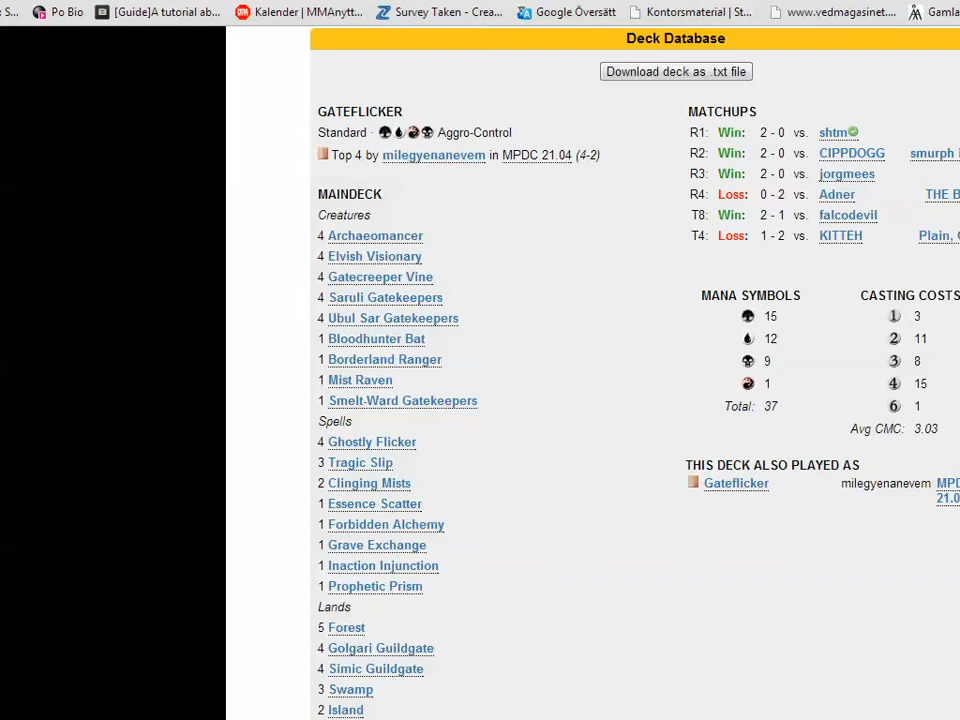 S... Po Bio [Guide]A tutorial ab... Kalender | MMAnytt... Survey Taken - Crea... Google Översätt Kontorsmaterial | St... www.vedmagasinet.... Gamla
Deck Database
Download deck as .txt file
GATEFLICKER
Standard · Aggro-Control
Top 4 by milegyenanevem in MPDC 21.04 (4-2)
MAINDECK
Creatures
4 Archaeomancer
4 Elvish Visionary
4 Gatecreeper Vine
4 Saruli Gatekeepers
4 Ubul Sar Gatekeepers
1 Bloodhunter Bat
1 Borderland Ranger
1 Mist Raven
1 Smelt-Ward Gatekeepers
Spells
4 Ghostly Flicker
3 Tragic Slip
2 Clinging Mists
1 Essence Scatter
1 Forbidden Alchemy
1 Grave Exchange
1 Inaction Injunction
1 Prophetic Prism
Lands
5 Forest
4 Golgari Guildgate
4 Simic Guildgate
3 Swamp
2 Island
MATCHUPS
R1: Win: 2 - 0 vs. shtm
R2: Win: 2 - 0 vs. CIPPDOGG smurph i
R3: Win: 2 - 0 vs. jorgmees
R4: Loss: 0 - 2 vs. Adner THE B
T8: Win: 2 - 1 vs. falcodevil
T4: Loss: 1 - 2 vs. KITTEH Plain,
MANA SYMBOLS
15
12
9
1
Total: 37
CASTING COSTS
1 3
2 11
3 8
4 15
6 1
Avg CMC: 3.03
THIS DECK ALSO PLAYED AS
Gateflicker milegyenanevem MPD
21.0